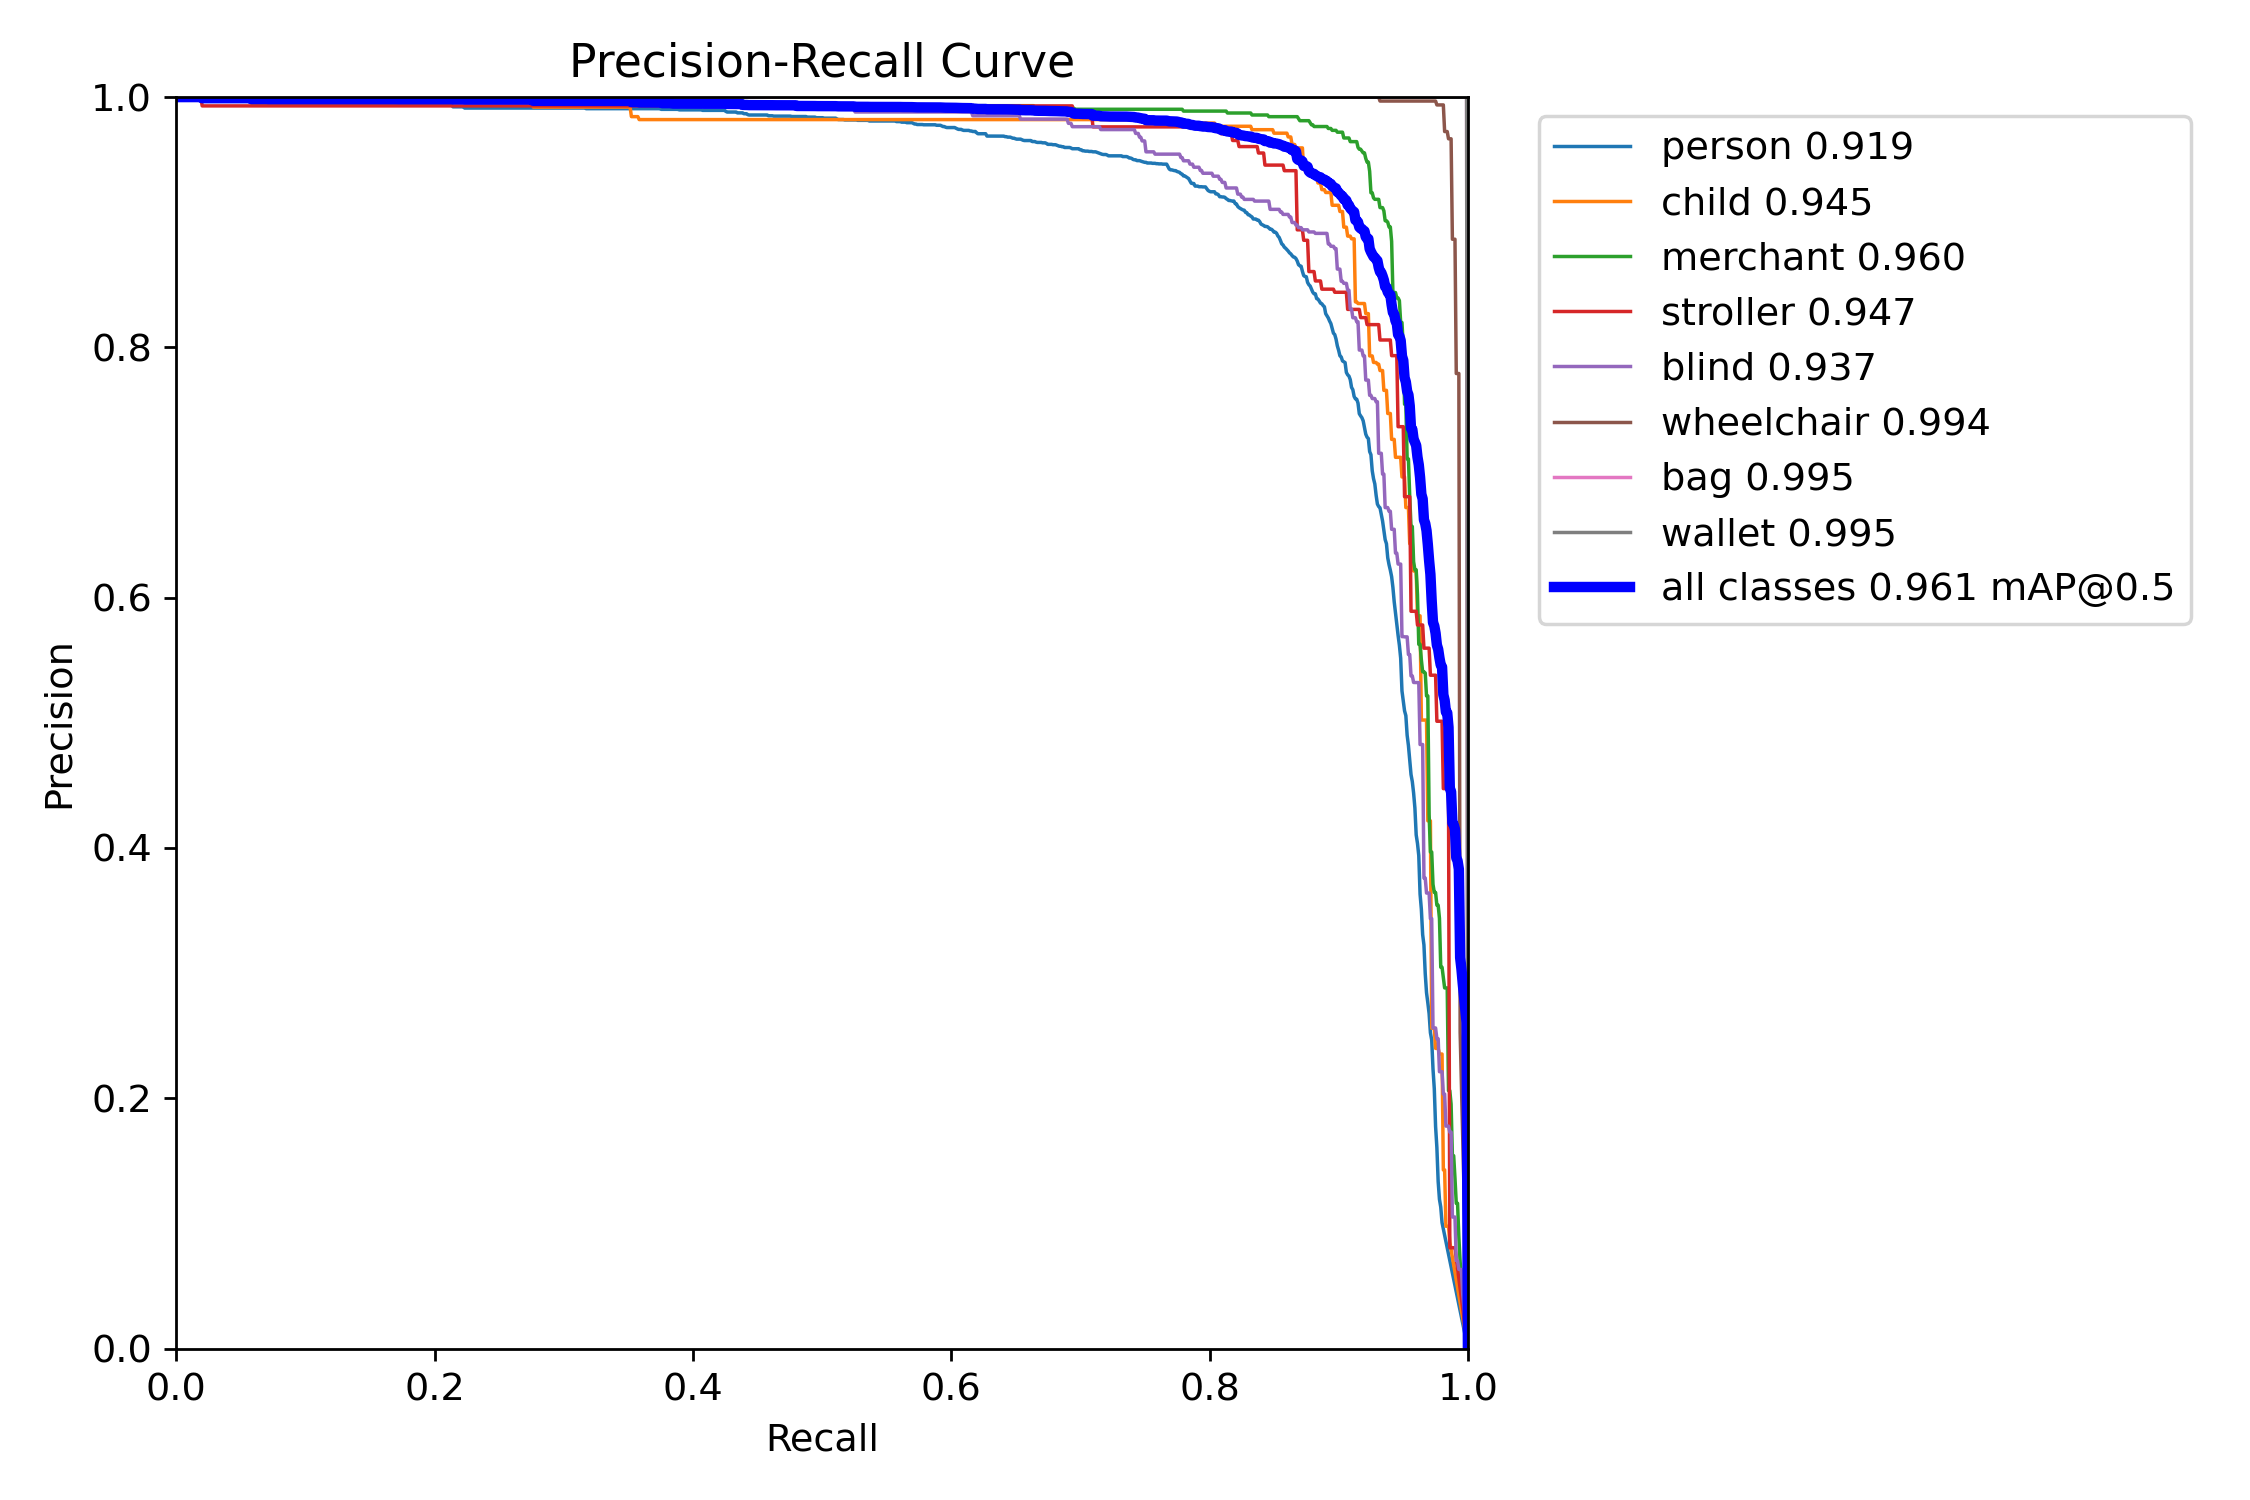 Precision-Recall Curve
1.0
0.8
0.6
0.4
0.2
0.0
Precision
0.0 0.2 0.4 0.6 0.8 1.0
Recall
person 0.919
child 0.945
merchant 0.960
stroller 0.947
blind 0.937
wheelchair 0.994
bag 0.995
wallet 0.995
all classes 0.961 mAP@0.5